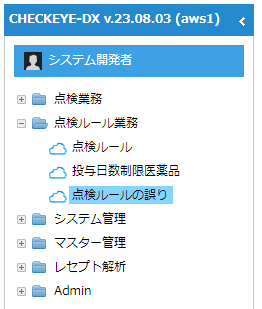 CHECKEYE-DX v.23.08.03 (aws1)
システム開発者
点検業務
点検ルール業務
点検ルール
投与日数制限医薬品
点検ルールの誤り
システム管理
マスター管理
レセプト解析
Admin